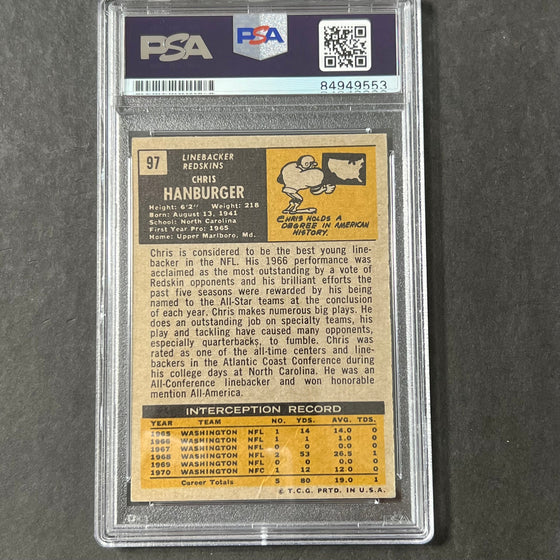 PSA
PSA
84949553
97
LINEBACKER
REDSKINS
CHRIS
HANBURGER
Height: 6'2" Weight: 218
Born: August 13, 1941
School: North Carolina
First Year Pro: 1965
Home: Upper Marlboro, Md.
CHRIS HOLDS A
DEGREE IN AMERICAN
HISTORY.
Chris is considered to be the best young line-
backer in the NFL. His 1966 performance was
acclaimed as the most outstanding by a vote of
Redskin opponents and his brilliant efforts the
past five seasons were rewarded by his being
named to the All-Star teams at the conclusion
of each year. Chris makes numerous big plays. He
does an outstanding job on specialty teams, his
play and tackling have caused many opponents,
especially quarterbacks, to fumble. Chris was
rated as one of the all-time centers and line-
backers in the Atlantic Coast Conference during
his college days at North Carolina. He was an
All-Conference linebacker and won honorable
mention All-America.
INTERCEPTION RECORD
YEAR TEAM NO. YDS. AVG. TDS.
1965 WASHINGTON NFL 1 14 14.0 0
1966 WASHINGTON NFL 1 1 1.0 0
1967 WASHINGTON NFL 0 0 0.0 0
1968 WASHINGTON NFL 2 53 26.5 1
1969 WASHINGTON NFL 0 0 0.0 0
1970 WASHINGTON NFC 1 12 12.0 0
Career Totals 5 80 19.0 1
© T.C.G. PRTD. IN U.S.A.